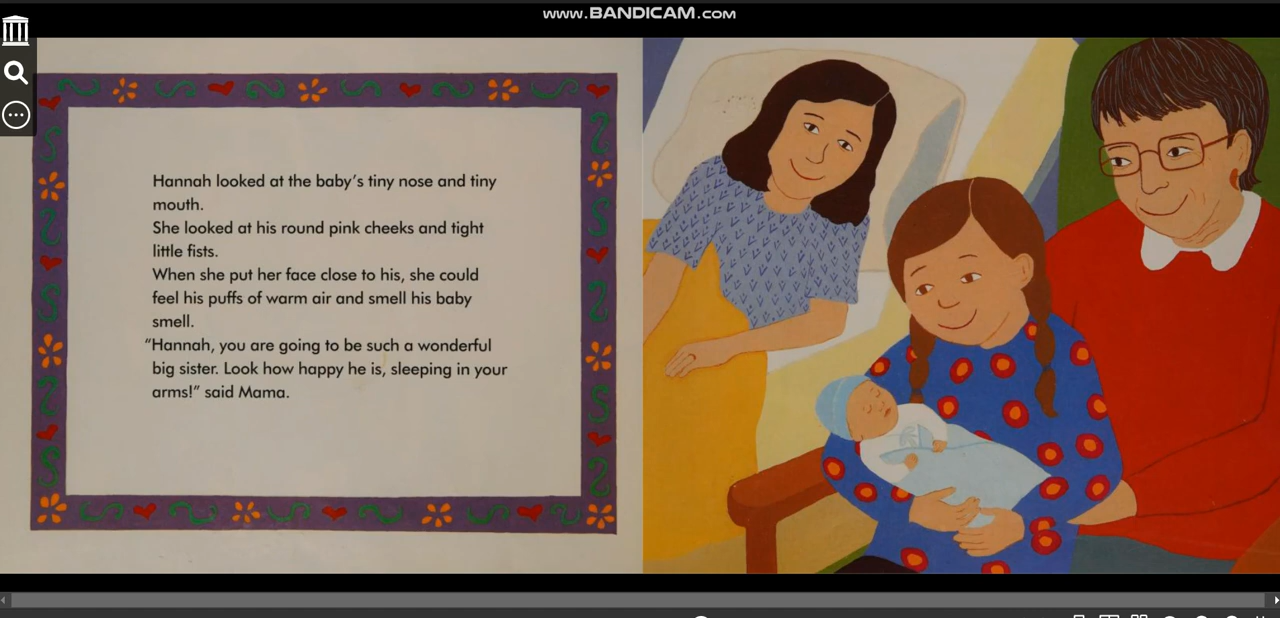 www.BANDICAM.com
Hannah looked at the baby's tiny nose and tiny
mouth.
She looked at his round pink cheeks and tight
little fists.
When she put her face close to his, she could
feel his puffs of warm air and smell his baby
smell.
“Hannah, you are going to be such a wonderful
big sister. Look how happy he is, sleeping in your
arms!” said Mama.